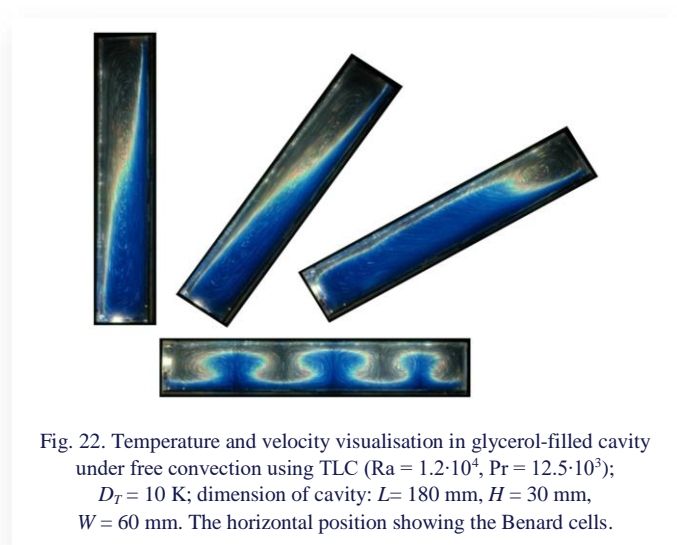 Fig. 22. Temperature and velocity visualisation in glycerol-filled cavity
under free convection using TLC (Ra = 1.2·10⁴, Pr = 12.5·10³);
D_T = 10 K; dimension of cavity: L= 180 mm, H = 30 mm,
W = 60 mm. The horizontal position showing the Benard cells.